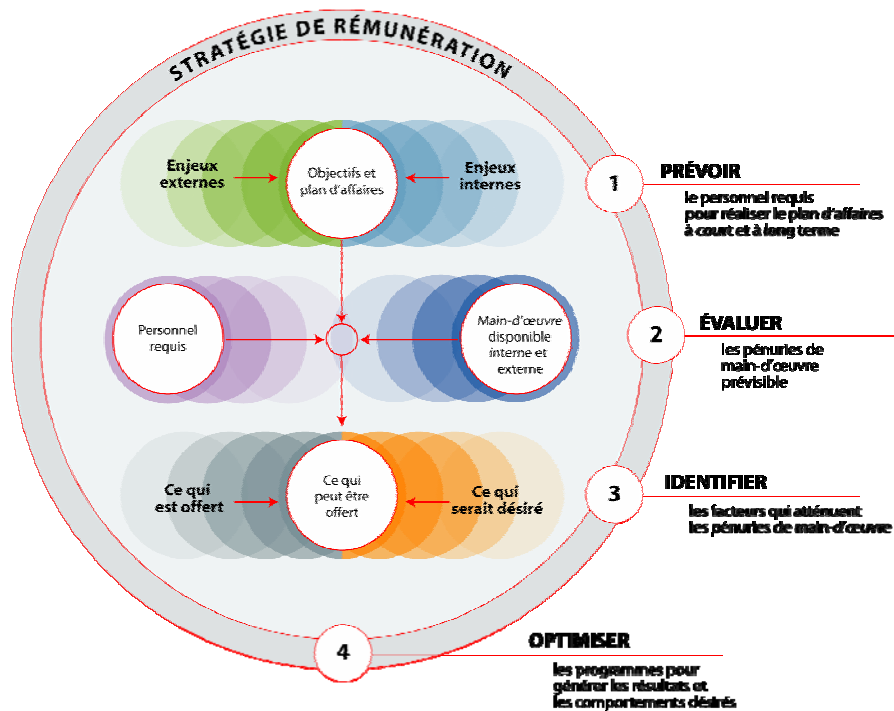 STRATÉGIE DE RÉMUNÉRATION
Enjeux
externes
Objectifs et
plan d'affaires
Enjeux
internes
1
PRÉVOIR
le personnel requis
pour réaliser le plan d'affaires
à court et à long terme
Personnel
requis
Main-d'œuvre
disponible
interne et
externe
2
ÉVALUER
les pénuries de
main-d'œuvre
prévisible
Ce qui
est offert
Ce qui
peut être
offert
Ce qui
serait désiré
3
IDENTIFIER
les facteurs qui atténuent
les pénuries de main-d'œuvre
4
OPTIMISER
les programmes pour
générer les résultats et
les comportements désirés